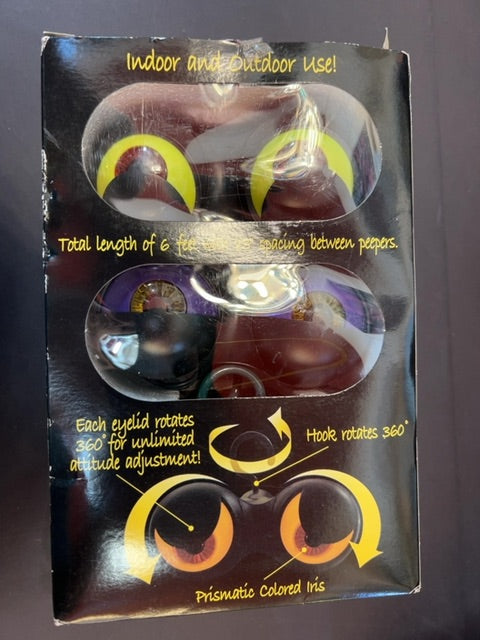 Indoor and Outdoor Use!
Total length of 6 feet spacing between peepers.
Each eyelid rotates
360° for unlimited
attitude adjustment!
Hook rotates 360°
Prismatic Colored Iris